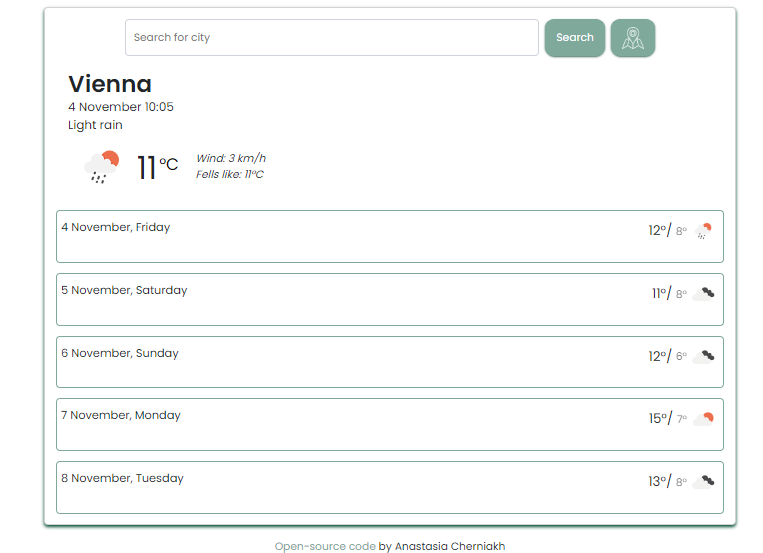 Search for city
Search
Vienna
4 November 10:05
Light rain
11 °C
Wind: 3 km/h
Fells like: 11°C
4 November, Friday
12°/ 8°
5 November, Saturday
11°/ 8°
6 November, Sunday
12°/ 6°
7 November, Monday
15°/ 7°
8 November, Tuesday
13°/ 8°
Open-source code by Anastasia Cherniakh